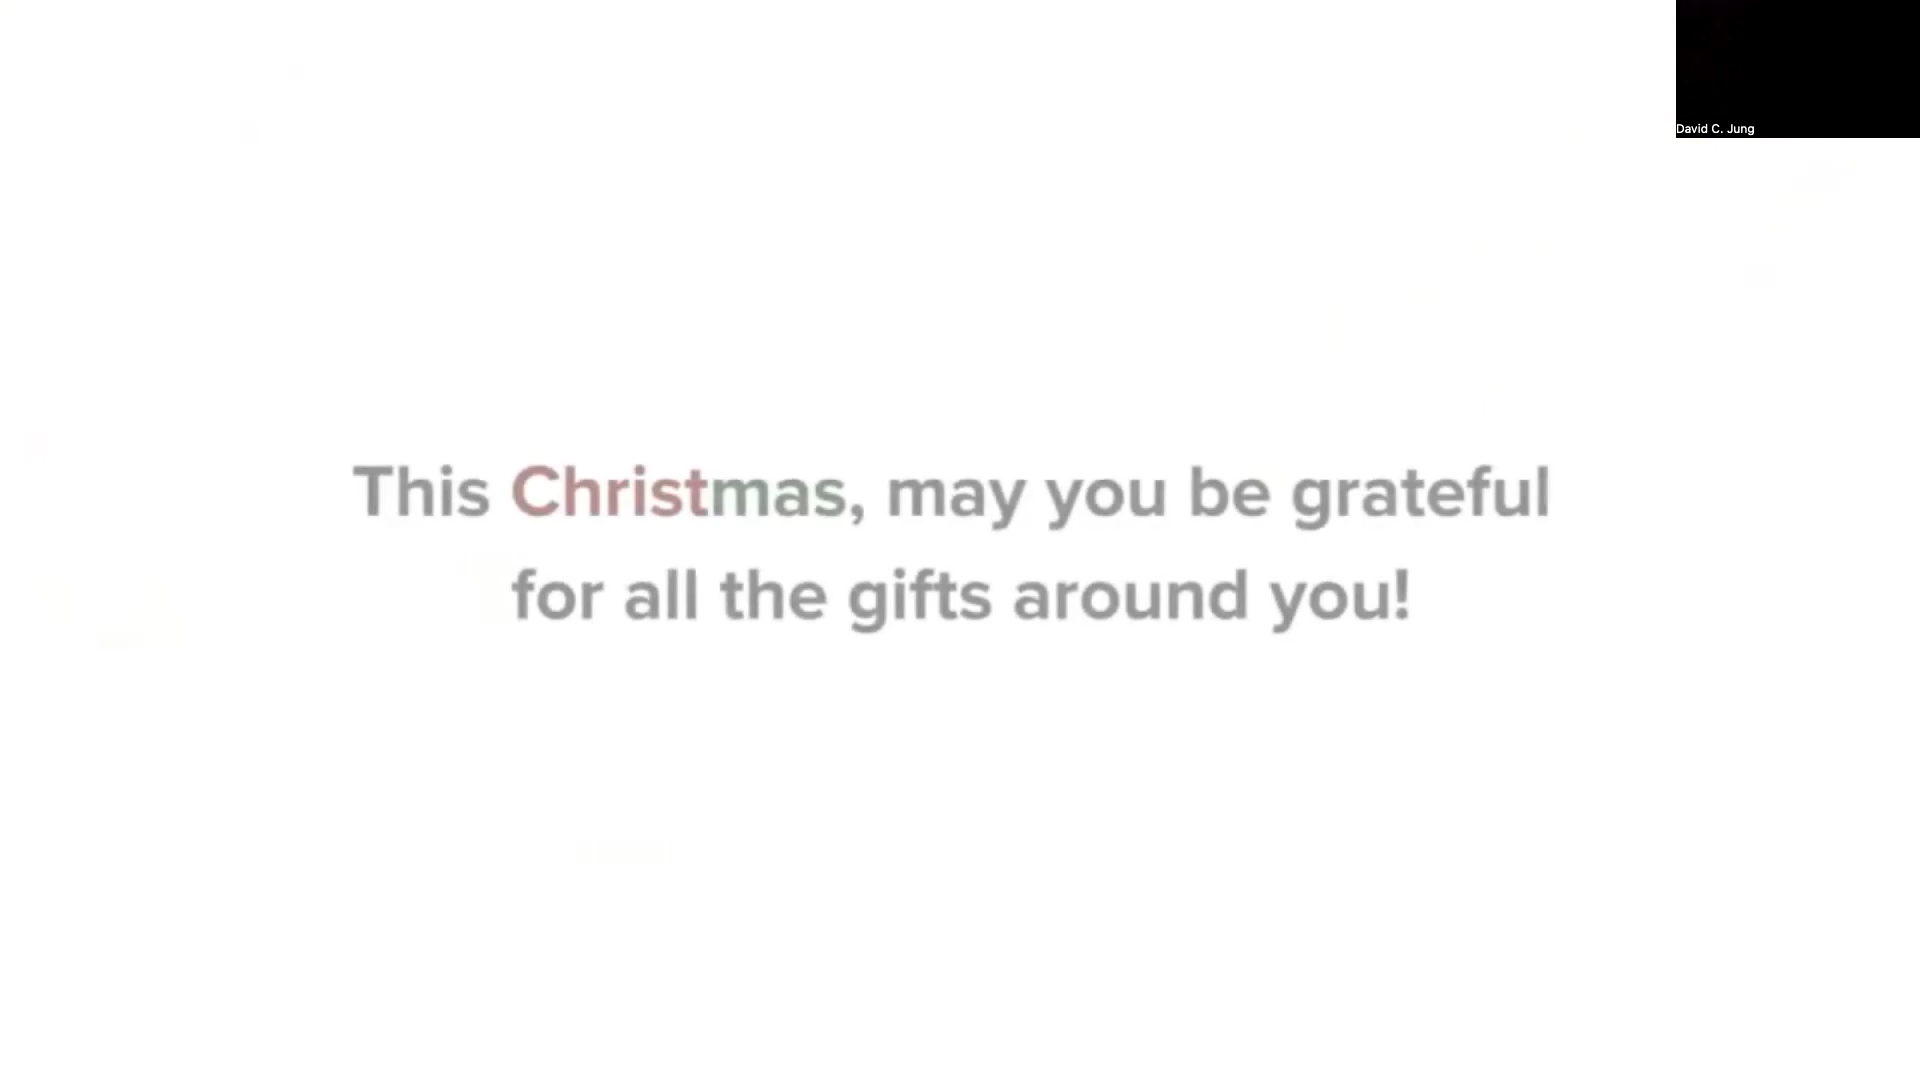 David C. Jung
This Christmas, may you be grateful
for all the gifts around you!